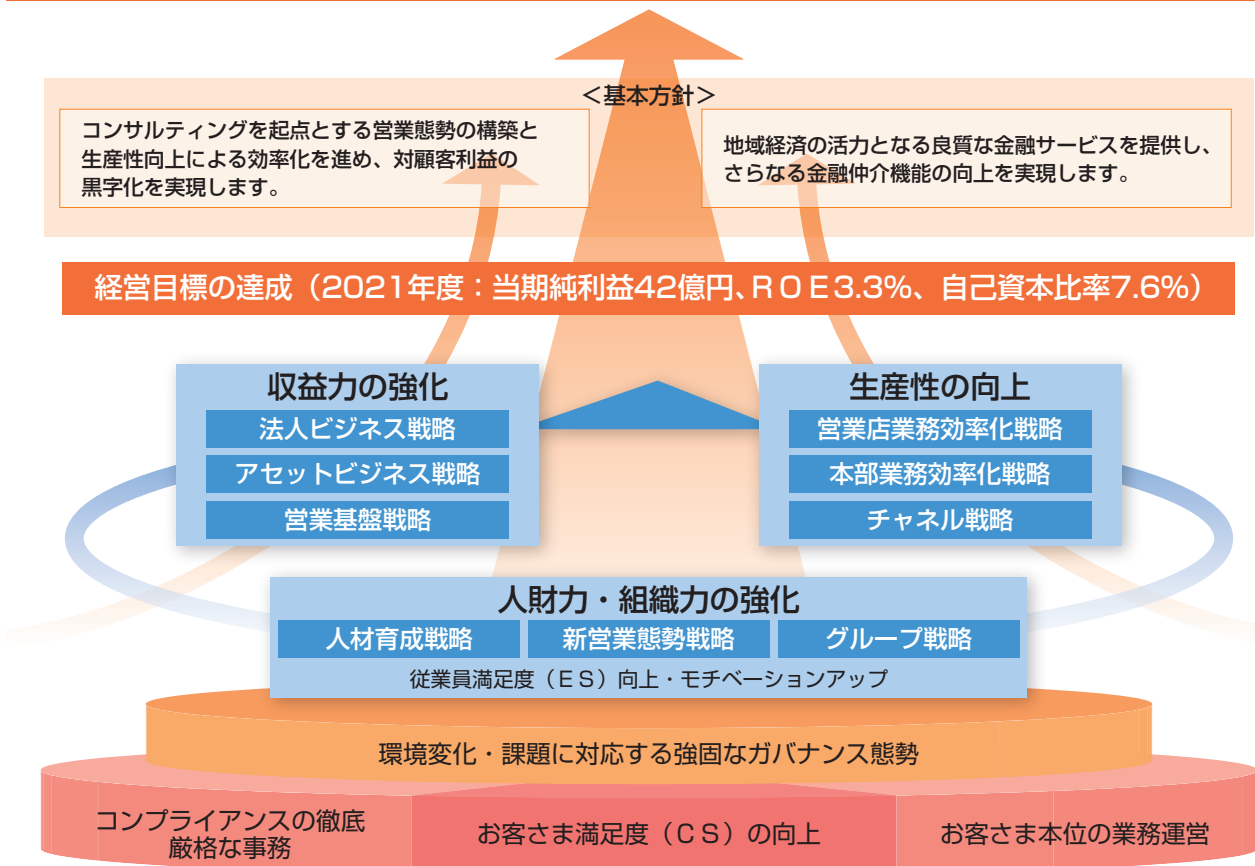 ＜基本方針＞
コンサルティングを起点とする営業態勢の構築と
生産性向上による効率化を進め、対顧客利益の
黒字化を実現します。
地域経済の活力となる良質な金融サービスを提供し、
さらなる金融仲介機能の向上を実現します。
経営目標の達成（2021年度：当期純利益42億円、ＲＯＥ3.3%、自己資本比率7.6%）
収益力の強化
法人ビジネス戦略
アセットビジネス戦略
営業基盤戦略
生産性の向上
営業店業務効率化戦略
本部業務効率化戦略
チャネル戦略
人財力・組織力の強化
人材育成戦略
新営業態勢戦略
グループ戦略
従業員満足度（ＥＳ）向上・モチベーションアップ
環境変化・課題に対応する強固なガバナンス態勢
コンプライアンスの徹底
厳格な事務
お客さま満足度（ＣＳ）の向上
お客さま本位の業務運営